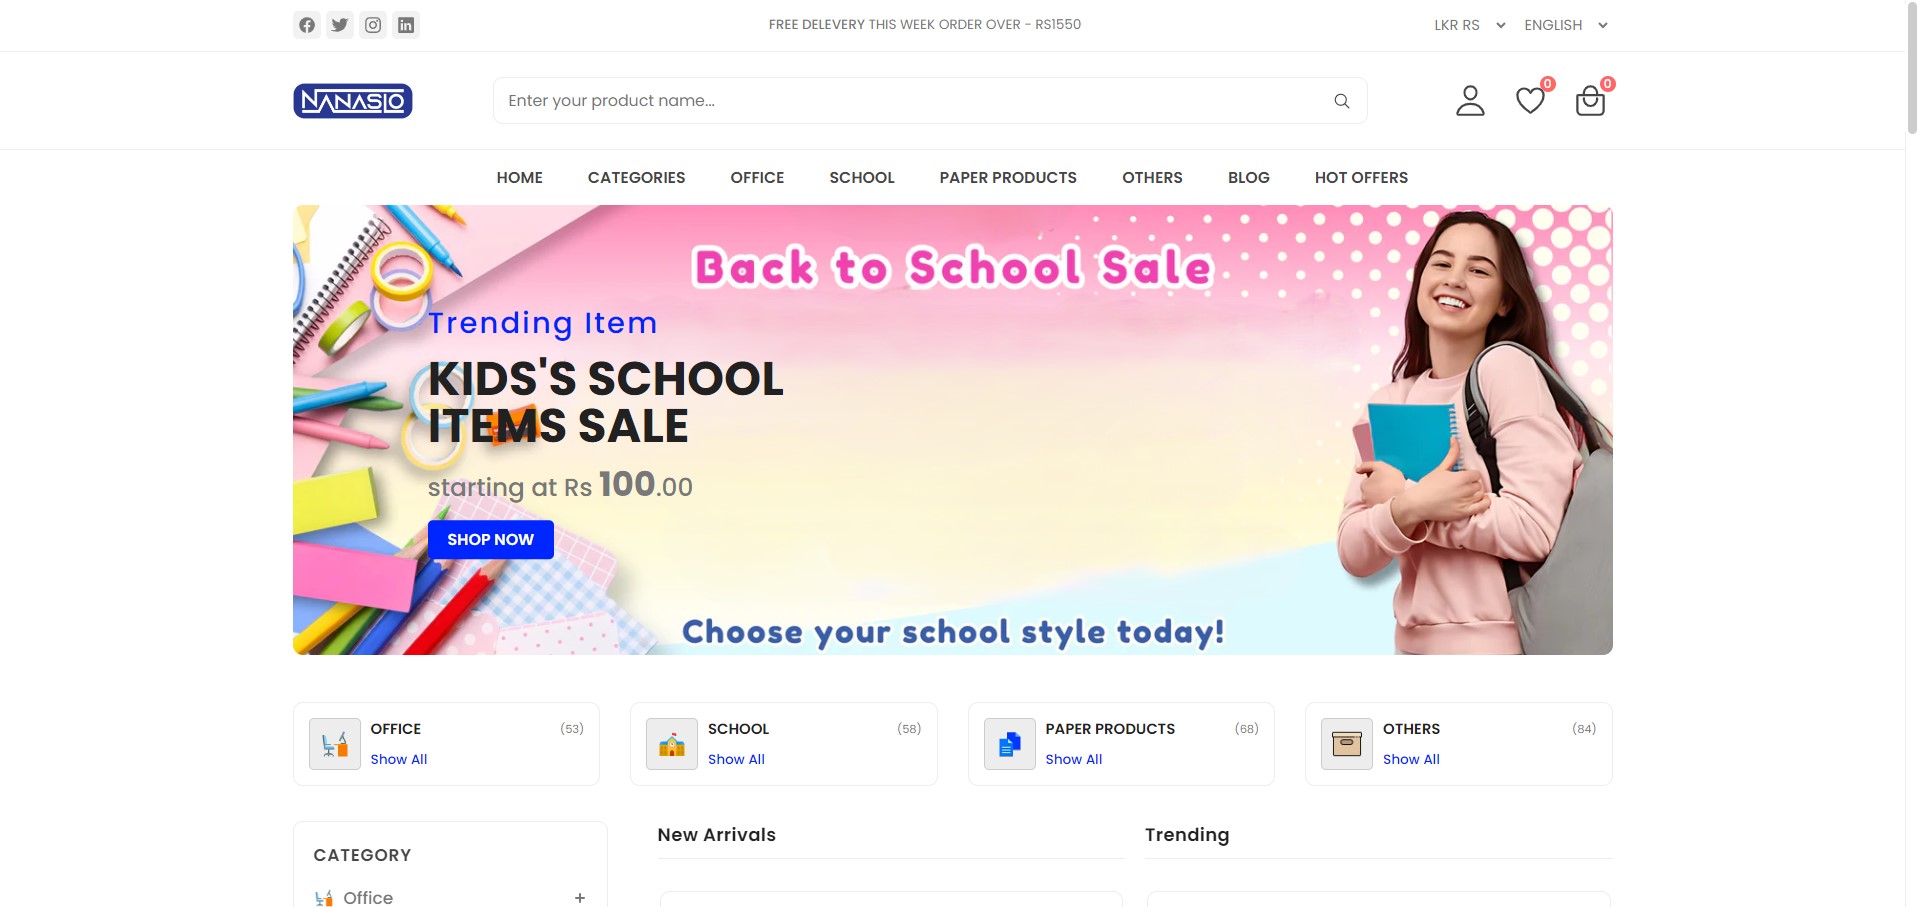 FREE DELEVERY THIS WEEK ORDER OVER - RS1550
LKR RS
ENGLISH
NANASIO
Enter your product name...
0
0
HOME
CATEGORIES
OFFICE
SCHOOL
PAPER PRODUCTS
OTHERS
BLOG
HOT OFFERS
Back to School Sale
Trending Item
KIDS'S SCHOOL
ITEMS SALE
starting at Rs 100.00
SHOP NOW
Choose your school style today!
OFFICE
(53)
Show All
SCHOOL
(58)
Show All
PAPER PRODUCTS
(68)
Show All
OTHERS
(84)
Show All
CATEGORY
Office
+
New Arrivals
Trending